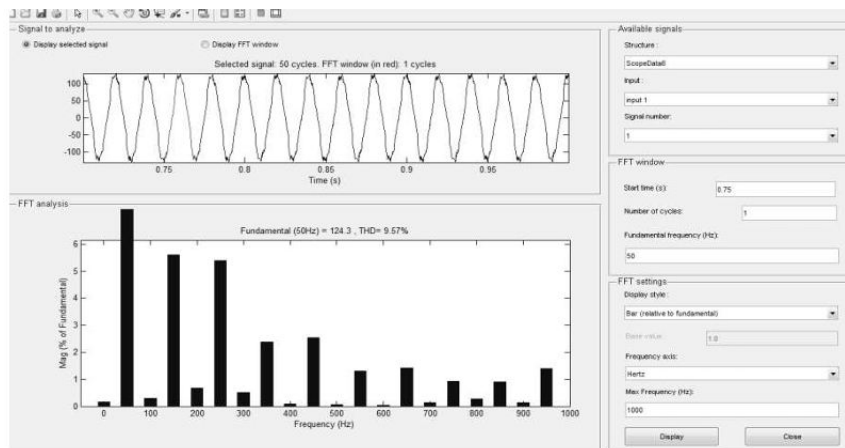 Signal to analyze
Display selected signal
Display FFT window
Selected signal: 50 cycles. FFT window (in red): 1 cycles
100
50
0
-50
-100
0.75
0.8
0.85
0.9
0.95
Time (s)
FFT analysis
Fundamental (50Hz) = 124.3 , THD= 9.57%
Mag (% of Fundamental)
6
5
4
3
2
1
0
0
100
200
300
400
500
600
700
800
900
1000
Frequency (Hz)
Available signals
Structure :
ScopeData8
Input :
input 1
Signal number:
1
FFT window
Start time (s):
0.75
Number of cycles:
1
Fundamental frequency (Hz):
50
FFT settings
Display style :
Bar (relative to fundamental)
Base value:
1.0
Frequency axis:
Hertz
Max Frequency (Hz):
1000
Display
Close